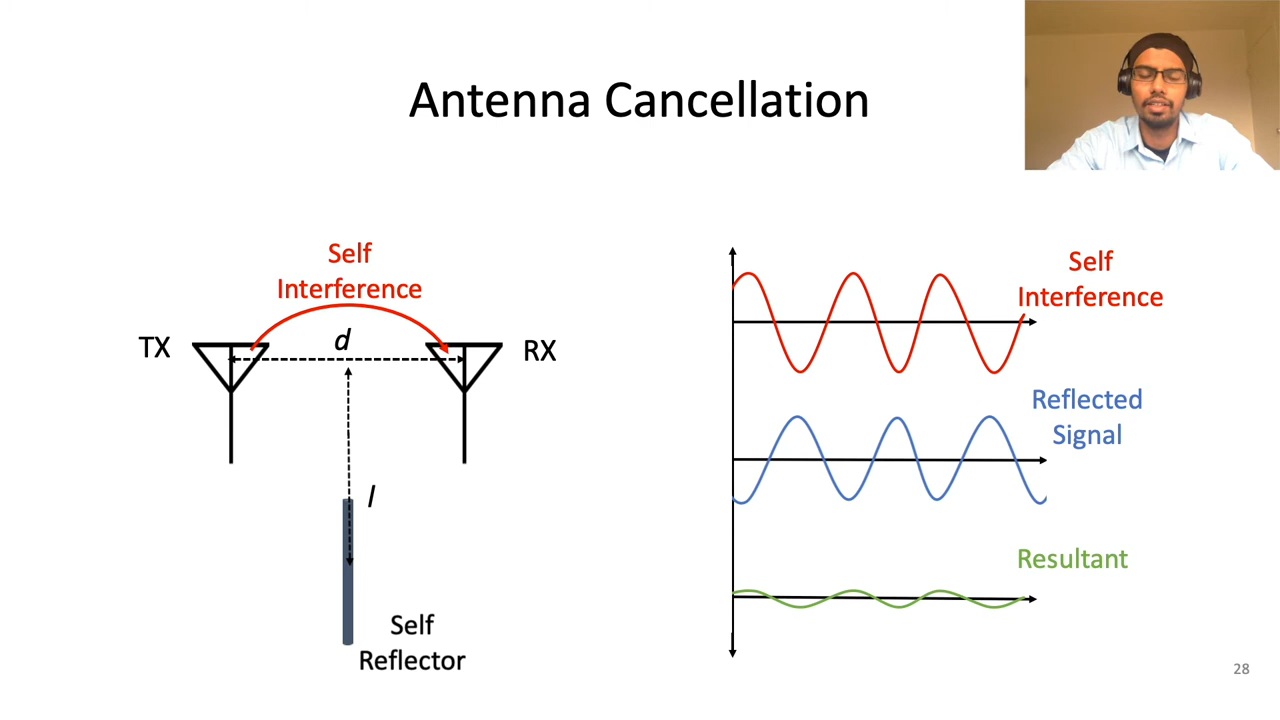 Antenna Cancellation
Self
Interference
TX
d
RX
l
Self
Reflector
Self
Interference
Reflected
Signal
Resultant
28